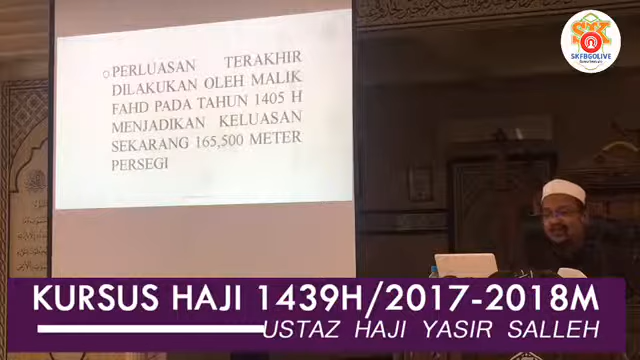 PERLUASAN TERAKHIR
DILAKUKAN OLEH MALIK
FAHD PADA TAHUN 1405 H
MENJADIKAN KELUASAN
SEKARANG 165,500 METER
PERSEGI
SKFBGOLIVE
KURSUS HAJI 1439H/2017-2018M
USTAZ HAJI YASIR SALLEH